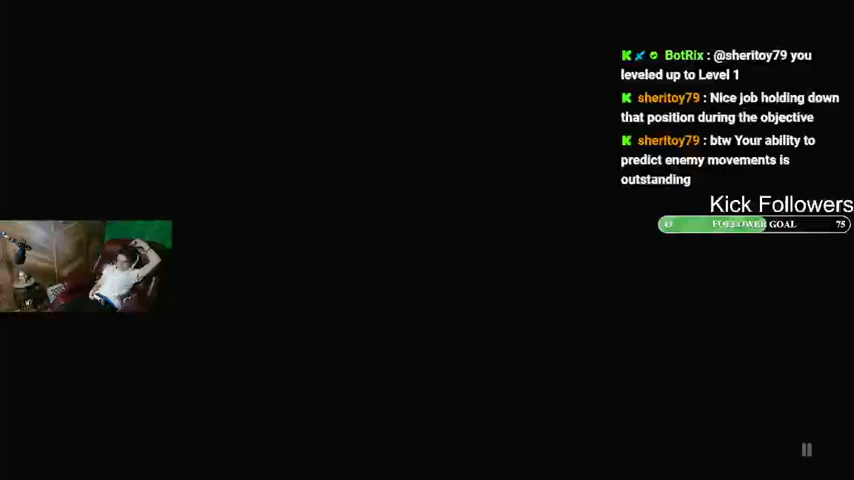 BotRix : @sheritoy79 you
leveled up to Level 1
sheritoy79 : Nice job holding down
that position during the objective
sheritoy79 : btw Your ability to
predict enemy movements is
outstanding
Kick Followers
43 FOLLOWER GOAL 75